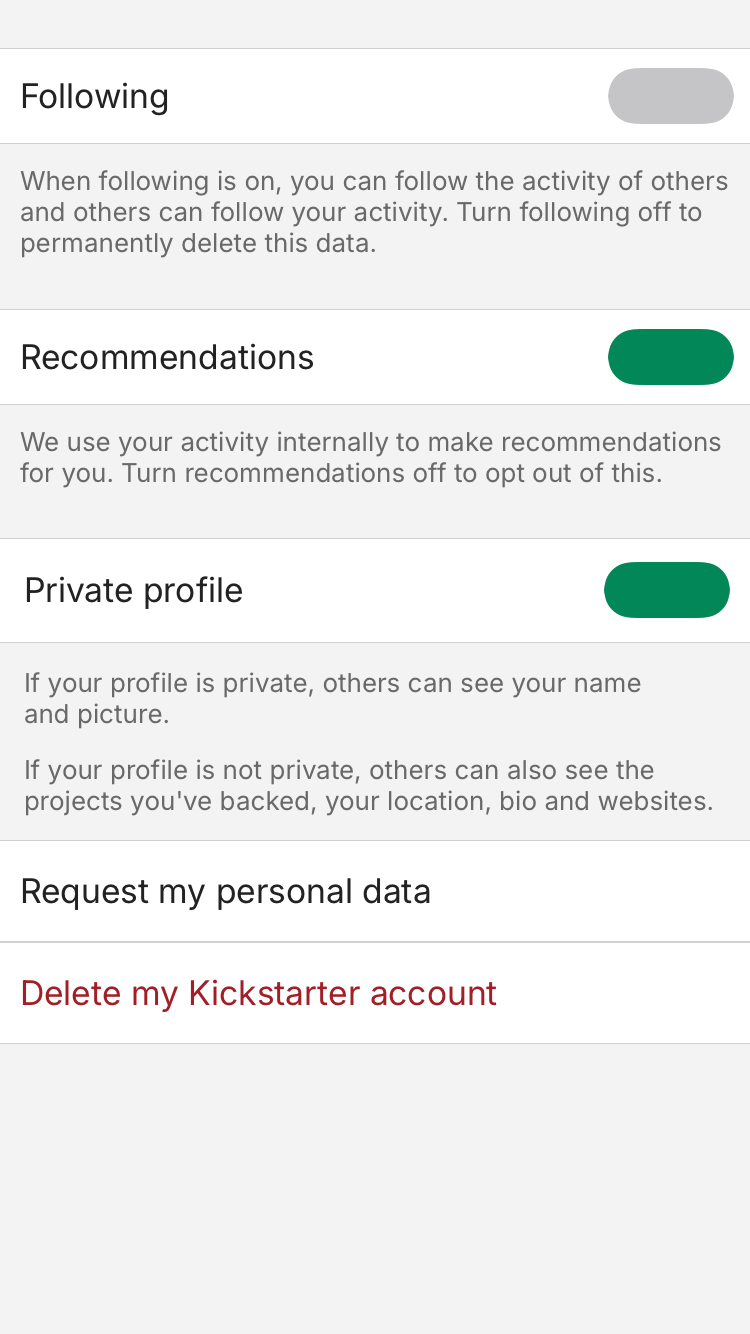 Following
When following is on, you can follow the activity of others
and others can follow your activity. Turn following off to
permanently delete this data.
Recommendations
We use your activity internally to make recommendations
for you. Turn recommendations off to opt out of this.
Private profile
If your profile is private, others can see your name
and picture.
If your profile is not private, others can also see the
projects you've backed, your location, bio and websites.
Request my personal data
Delete my Kickstarter account